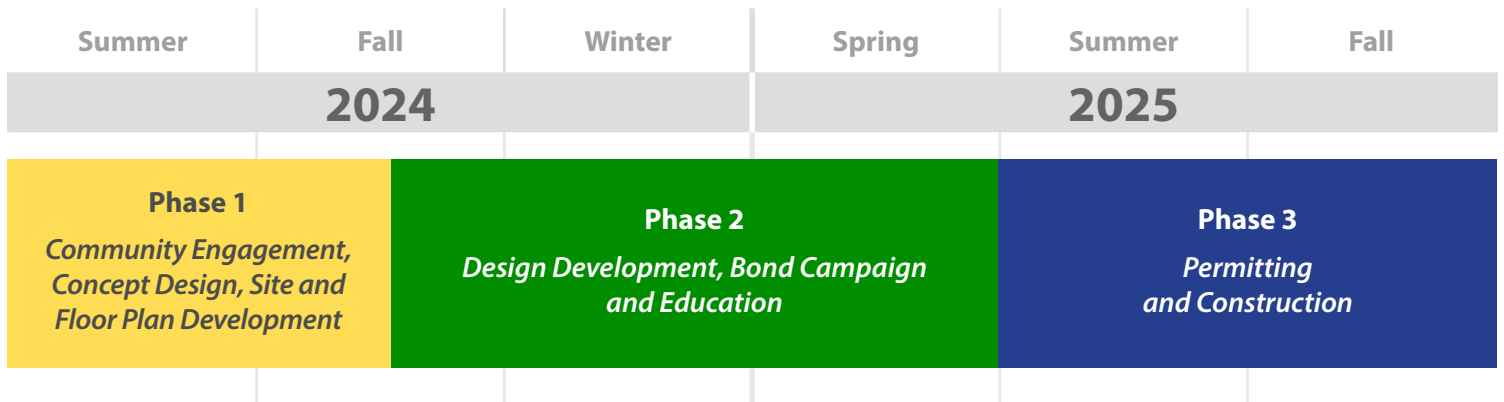 Summer Fall Winter Spring Summer Fall
2024 2025
Phase 1
Community Engagement,
Concept Design, Site and
Floor Plan Development
Phase 2
Design Development, Bond Campaign
and Education
Phase 3
Permitting
and Construction